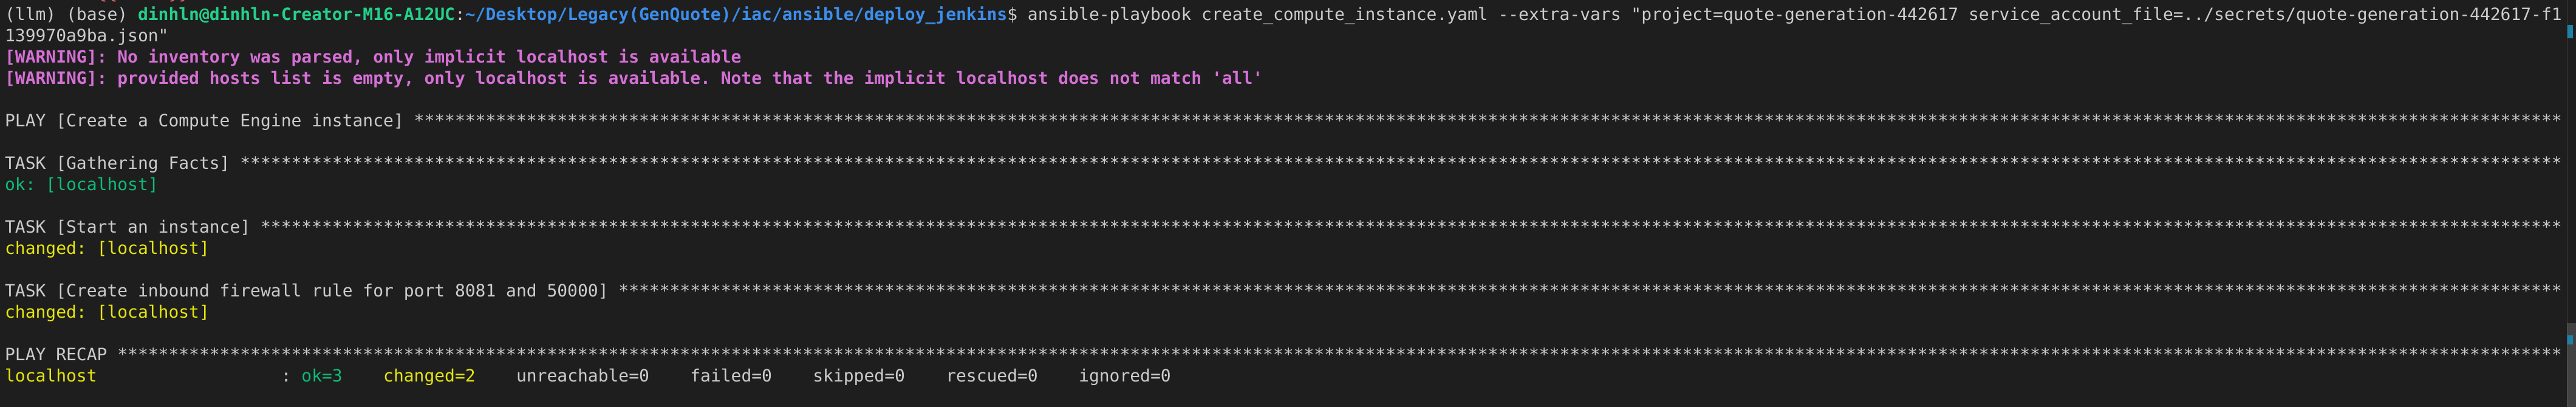 (llm) (base) dinhln@dinhln-Creator-M16-A12UC:~/Desktop/Legacy(GenQuote)/iac/ansible/deploy_jenkins$ ansible-playbook create_compute_instance.yaml --extra-vars "project=quote-generation-442617 service_account_file=../secrets/quote-generation-442617-f1
139970a9ba.json"
[WARNING]: No inventory was parsed, only implicit localhost is available
[WARNING]: provided hosts list is empty, only localhost is available. Note that the implicit localhost does not match 'all'
PLAY [Create a Compute Engine instance] ****************************************************************************************************
TASK [Gathering Facts] ****************************************************************************************************
ok: [localhost]
TASK [Start an instance] ****************************************************************************************************
changed: [localhost]
TASK [Create inbound firewall rule for port 8081 and 50000] ****************************************************************************************************
changed: [localhost]
PLAY RECAP ****************************************************************************************************
localhost                  : ok=3    changed=2    unreachable=0    failed=0    skipped=0    rescued=0    ignored=0